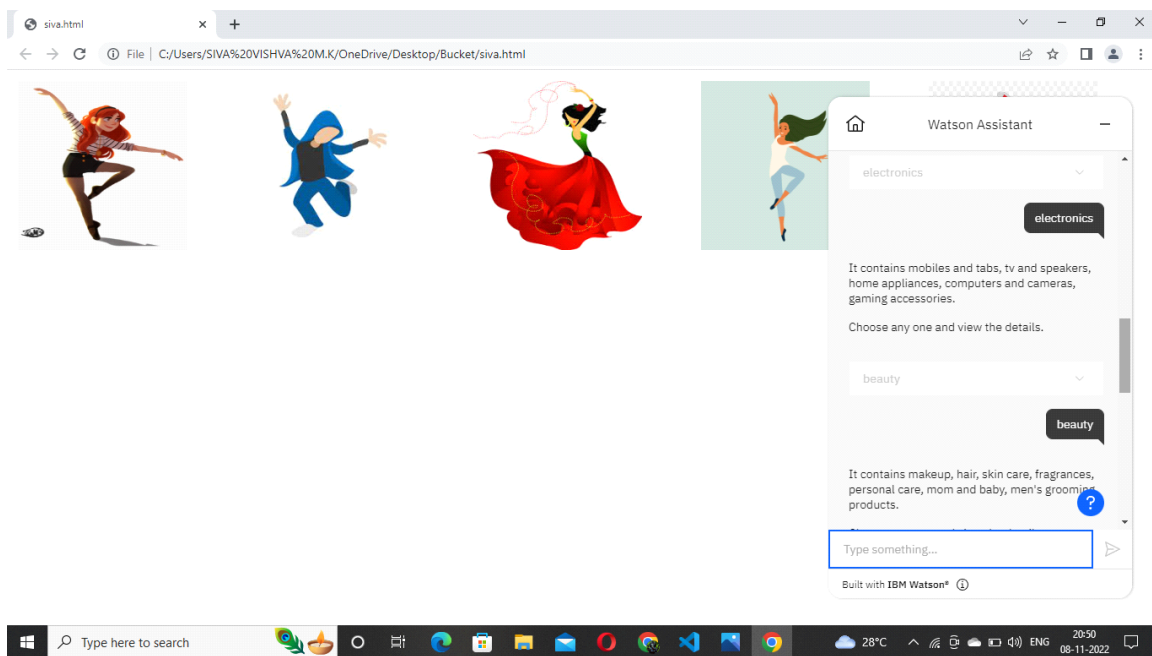 siva.html
File | C:/Users/SIVA%20VISHVA%20M.K/OneDrive/Desktop/Bucket/siva.html
Watson Assistant
electronics
electronics
It contains mobiles and tabs, tv and speakers,
home appliances, computers and cameras,
gaming accessories.
Choose any one and view the details.
beauty
beauty
It contains makeup, hair, skin care, fragrances,
personal care, mom and baby, men's grooming
products.
?
Type something...
Built with IBM Watson®
Type here to search
28°C
ENG
20:50
08-11-2022